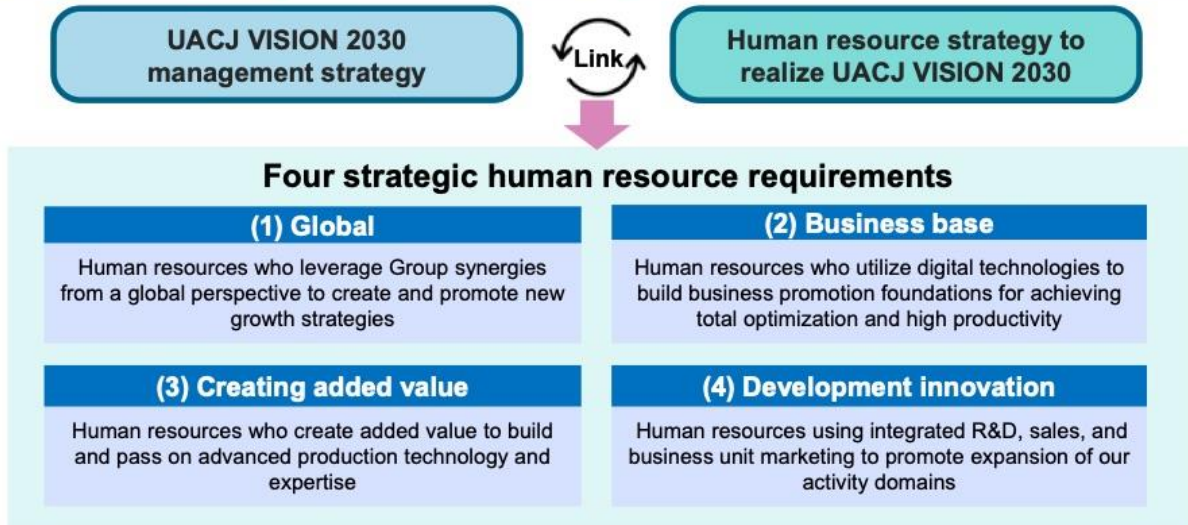 UACJ VISION 2030
management strategy
Link
Human resource strategy to
realize UACJ VISION 2030
Four strategic human resource requirements
(1) Global
Human resources who leverage Group synergies
from a global perspective to create and promote new
growth strategies
(2) Business base
Human resources who utilize digital technologies to
build business promotion foundations for achieving
total optimization and high productivity
(3) Creating added value
Human resources who create added value to build
and pass on advanced production technology and
expertise
(4) Development innovation
Human resources using integrated R&D, sales, and
business unit marketing to promote expansion of our
activity domains